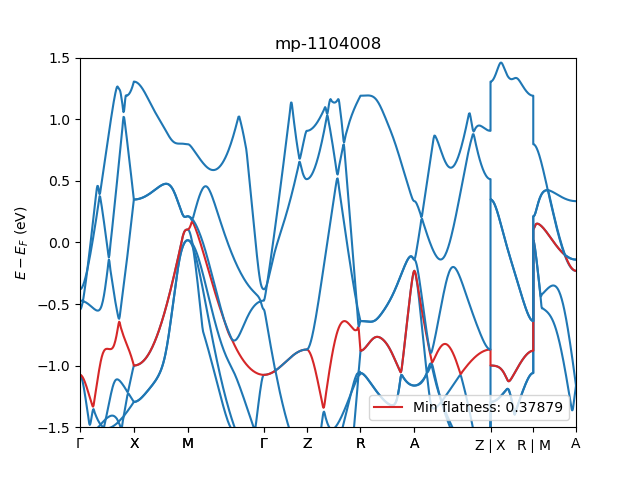 mp-1104008
E − E_F (eV)
1.5
1.0
0.5
0.0
−0.5
−1.0
−1.5
Min flatness: 0.37879
Γ X M Γ Z R A Z | X R | M A